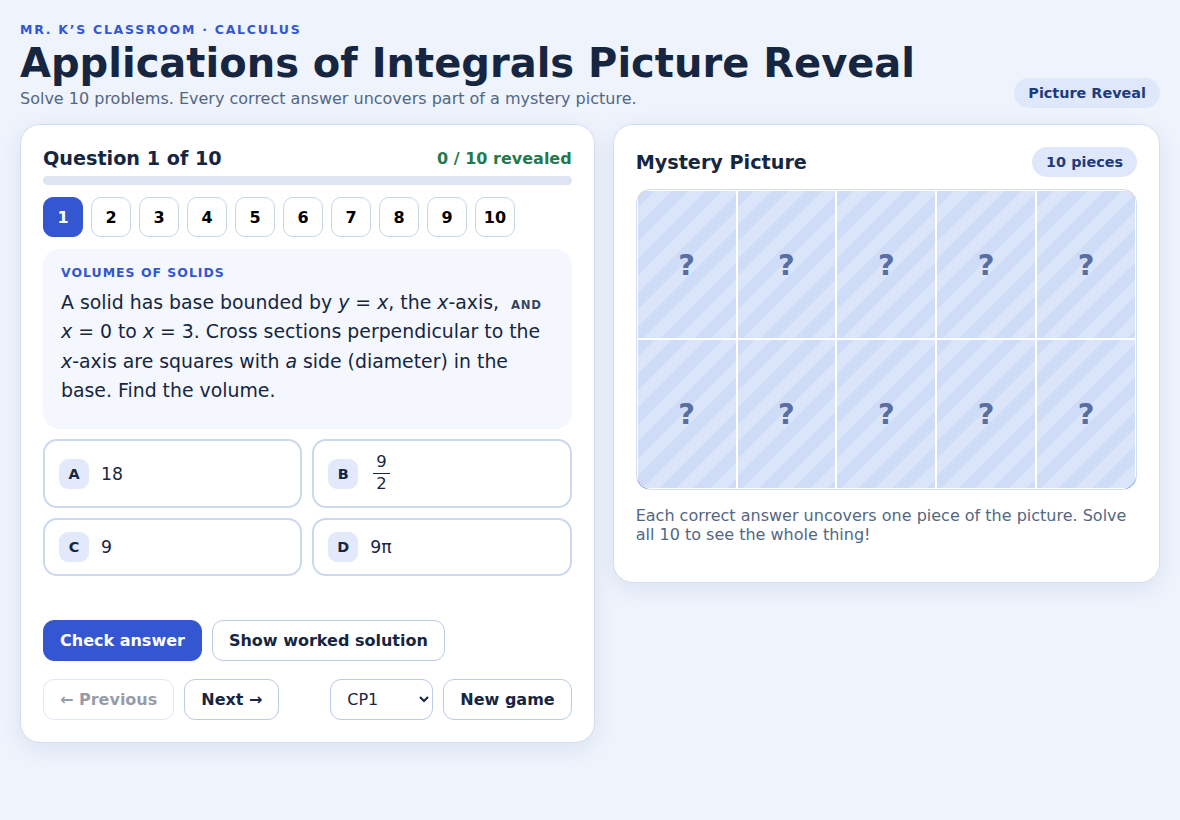 MR. K’S CLASSROOM · CALCULUS
Applications of Integrals Picture Reveal
Solve 10 problems. Every correct answer uncovers part of a mystery picture.
Picture Reveal
Question 1 of 10
0 / 10 revealed
1 2 3 4 5 6 7 8 9 10
VOLUMES OF SOLIDS
A solid has base bounded by y = x, the x-axis, AND
x = 0 to x = 3. Cross sections perpendicular to the
x-axis are squares with a side (diameter) in the
base. Find the volume.
A 18
B 9/2
C 9
D 9π
Check answer
Show worked solution
← Previous
Next →
CP1
New game
Mystery Picture
10 pieces
? ? ? ? ?
? ? ? ? ?
Each correct answer uncovers one piece of the picture. Solve
all 10 to see the whole thing!